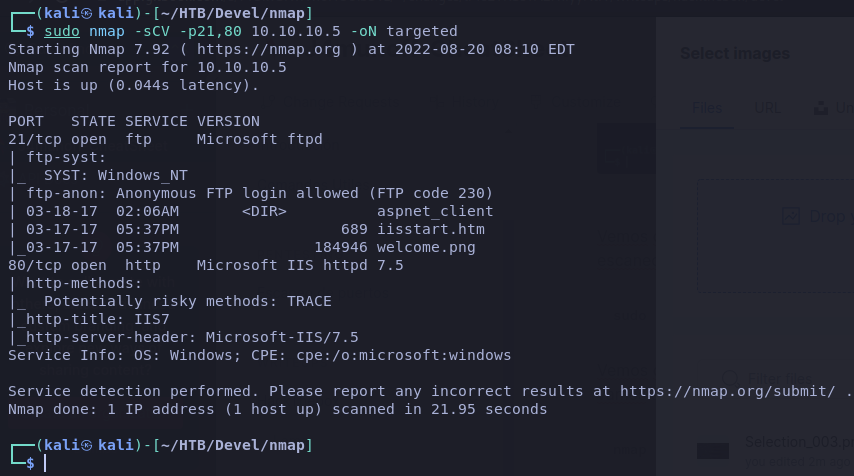 ┌──(kali㉿kali)-[~/HTB/Devel/nmap]
└─$ sudo nmap -sCV -p21,80 10.10.10.5 -oN targeted
Starting Nmap 7.92 ( https://nmap.org ) at 2022-08-20 08:10 EDT
Nmap scan report for 10.10.10.5
Host is up (0.044s latency).

PORT   STATE SERVICE VERSION
21/tcp open  ftp     Microsoft ftpd
| ftp-syst:
|_  SYST: Windows_NT
| ftp-anon: Anonymous FTP login allowed (FTP code 230)
| 03-18-17  02:06AM       <DIR>          aspnet_client
| 03-17-17  05:37PM                  689 iisstart.htm
|_03-17-17  05:37PM               184946 welcome.png
80/tcp open  http    Microsoft IIS httpd 7.5
| http-methods:
|_  Potentially risky methods: TRACE
|_http-title: IIS7
|_http-server-header: Microsoft-IIS/7.5
Service Info: OS: Windows; CPE: cpe:/o:microsoft:windows

Service detection performed. Please report any incorrect results at https://nmap.org/submit/ .
Nmap done: 1 IP address (1 host up) scanned in 21.95 seconds

┌──(kali㉿kali)-[~/HTB/Devel/nmap]
└─$
Select images
Files URL
Drop
Selection_003.p